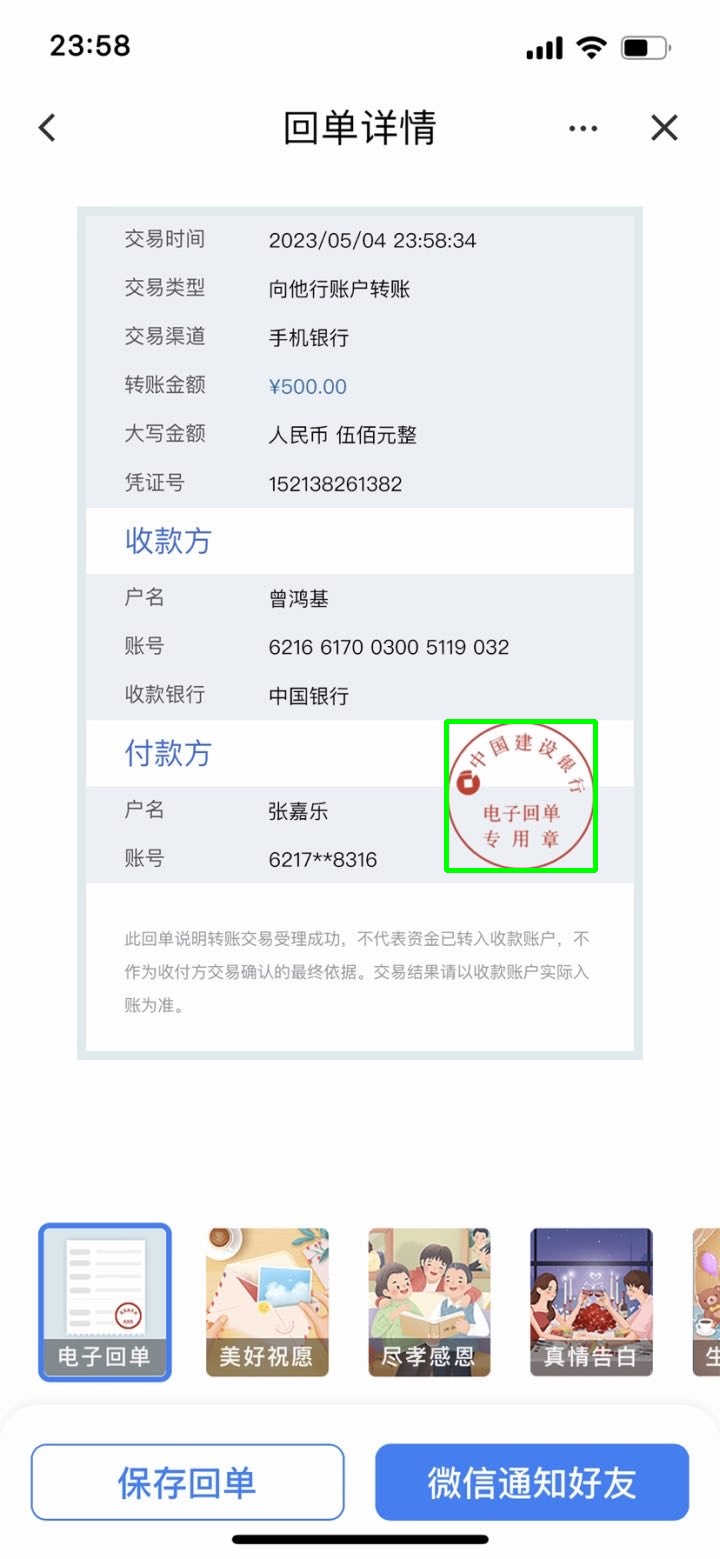 23:58
回单详情
交易时间 2023/05/04 23:58:34
交易类型 向他行账户转账
交易渠道 手机银行
转账金额 ¥500.00
大写金额 人民币 伍佰元整
凭证号 152138261382
收款方
户名 曾鸿基
账号 6216 6170 0300 5119 032
收款银行 中国银行
付款方
中国建设银行
电子回单
专用章
户名 张嘉乐
账号 6217**8316
此回单说明转账交易受理成功，不代表资金已转入收款账户，不
作为收付方交易确认的最终依据。交易结果请以收款账户实际入
账为准。
电子回单 美好祝愿 尽孝感恩 真情告白 生
保存回单 微信通知好友